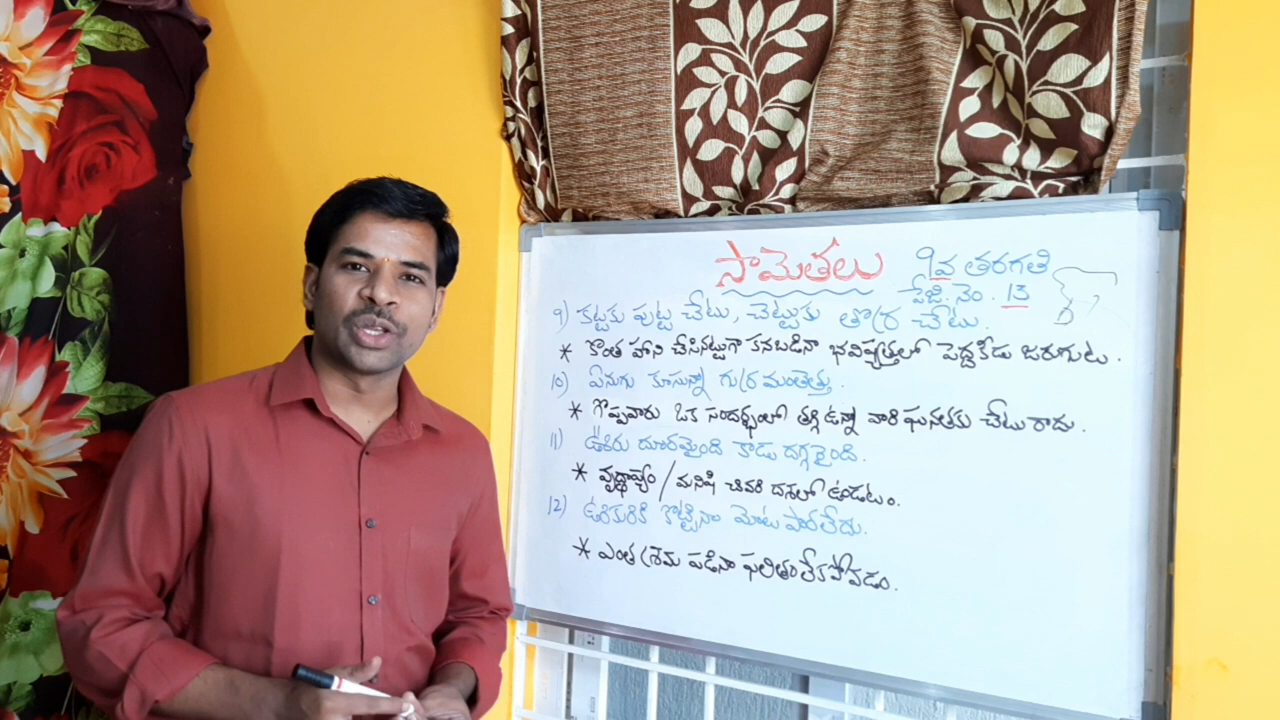 సామెతలు 9వ తరగతి
పేజి. నెం. 13
9) కట్టకు పుట్ట చేటు, చెట్టుకు తొర్ర చేటు.
* కొంత హాని చేసినట్టుగా కనబడినా భవిష్యత్తులో పెద్దకీడు జరుగుట.
10) ఏనుగు కూసున్నా గుర్రమంతెత్తు.
* గొప్పవారు ఒక సందర్భంలో తగ్గి ఉన్నా వారి ఘనతకు చేటు రాదు.
11) ఊరు దూరమైంది కాడు దగ్గరైంది.
* వృద్ధాప్యం / మనిషి చివరి దశలో ఉండటం.
12) ఉరికురికి కొట్టినా మోటు పారలేదు.
* ఎంత శ్రమ పడినా ఫలితం లేకపోవడం.